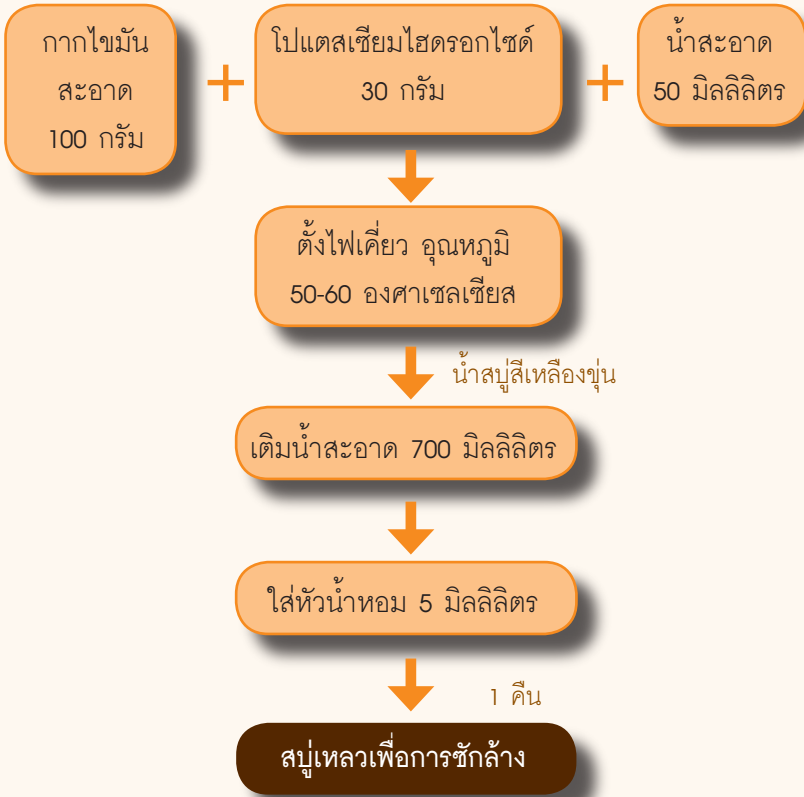 กากไขมัน
สะอาด
100 กรัม
+
โปแตสเซียมไฮดรอกไซด์
30 กรัม
+
น้ำสะอาด
50 มิลลิลิตร
ตั้งไฟเคี่ยว อุณหภูมิ
50-60 องศาเซลเซียส
น้ำสบู่สีเหลืองขุ่น
เติมน้ำสะอาด 700 มิลลิลิตร
ใส่หัวน้ำหอม 5 มิลลิลิตร
1 คืน
สบู่เหลวเพื่อการซักล้าง